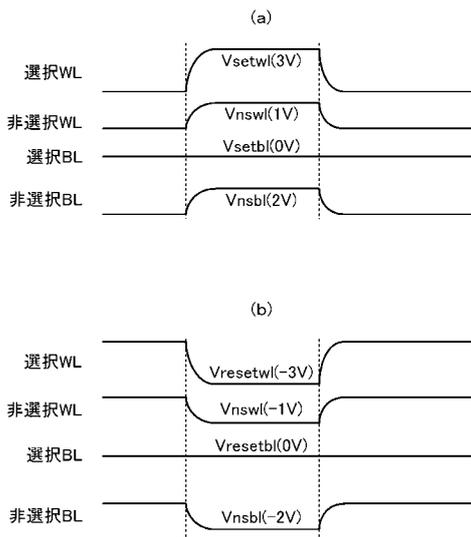 (a)
選択WL
Vsetwl(3V)
非選択WL
Vnswl(1V)
選択BL
Vsetbl(0V)
非選択BL
Vnsbl(2V)
(b)
選択WL
Vresetwl(-3V)
非選択WL
Vnswl(-1V)
選択BL
Vresetbl(0V)
非選択BL
Vnsbl(-2V)